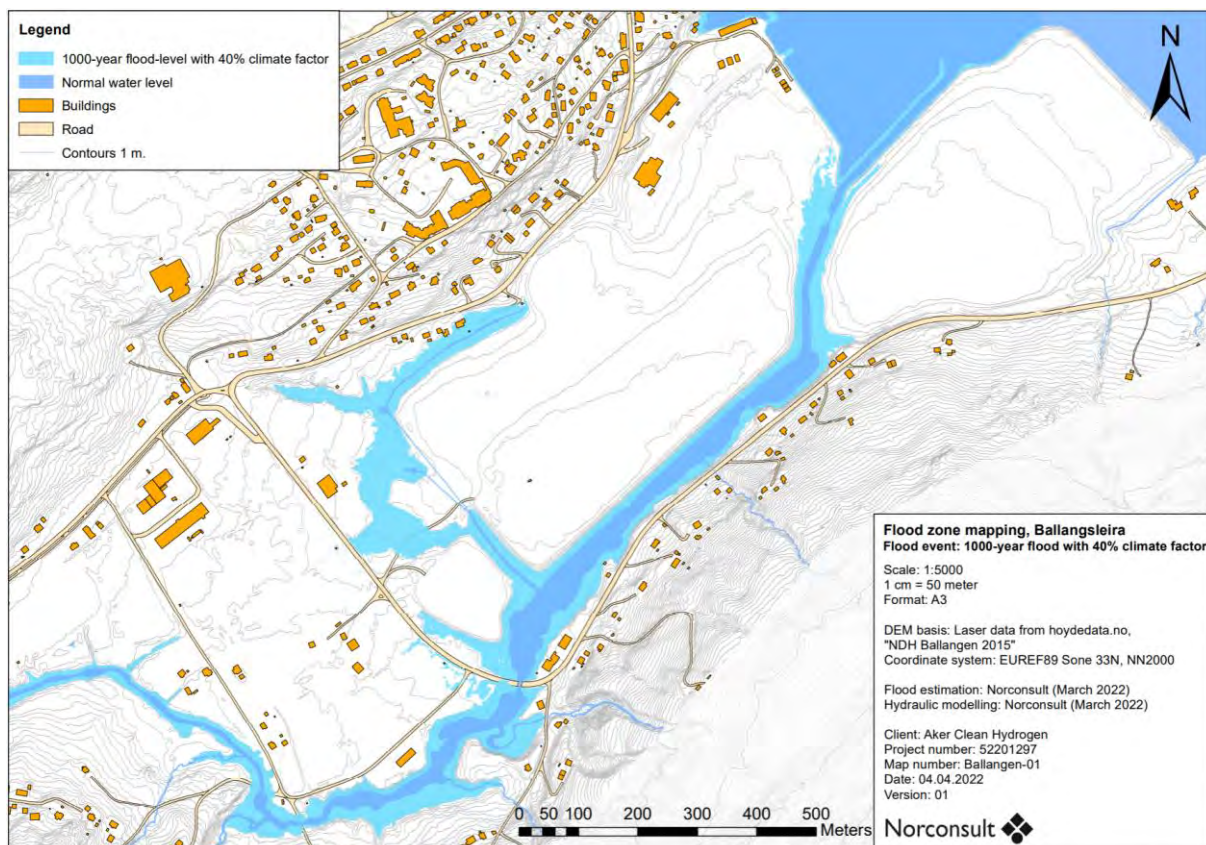 Legend
1000-year flood-level with 40% climate factor
Normal water level
Buildings
Road
Contours 1 m.
N
Flood zone mapping, Ballangsleira
Flood event: 1000-year flood with 40% climate factor
Scale: 1:5000
1 cm = 50 meter
Format: A3
DEM basis: Laser data from hoydedata.no,
"NDH Ballangen 2015"
Coordinate system: EUREF89 Sone 33N, NN2000
Flood estimation: Norconsult (March 2022)
Hydraulic modelling: Norconsult (March 2022)
Client: Aker Clean Hydrogen
Project number: 52201297
Map number: Ballangen-01
Date: 04.04.2022
Version: 01
0 50 100 200 300 400 500
Meters
Norconsult